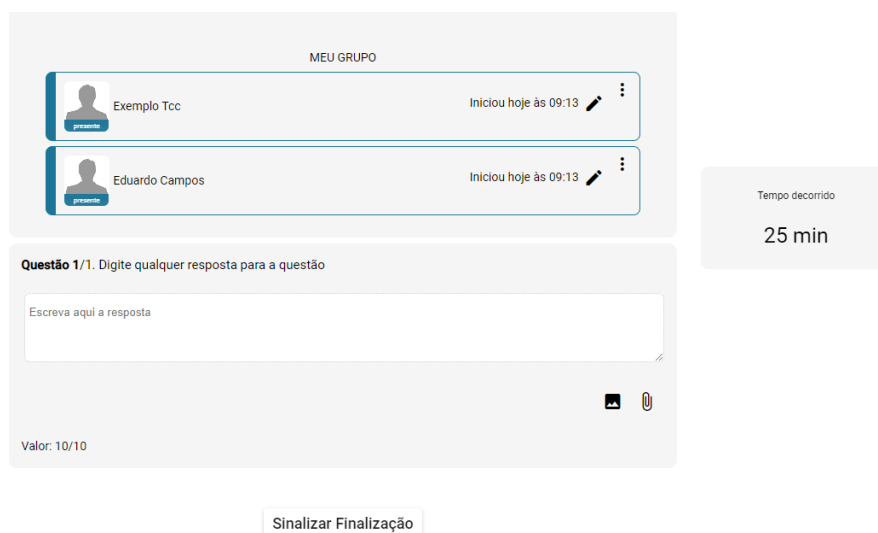 MEU GRUPO
Exemplo Tcc
Iniciou hoje às 09:13
presente
Eduardo Campos
Iniciou hoje às 09:13
presente
Tempo decorrido
25 min
Questão 1/1. Digite qualquer resposta para a questão
Escreva aqui a resposta
Valor: 10/10
Sinalizar Finalização